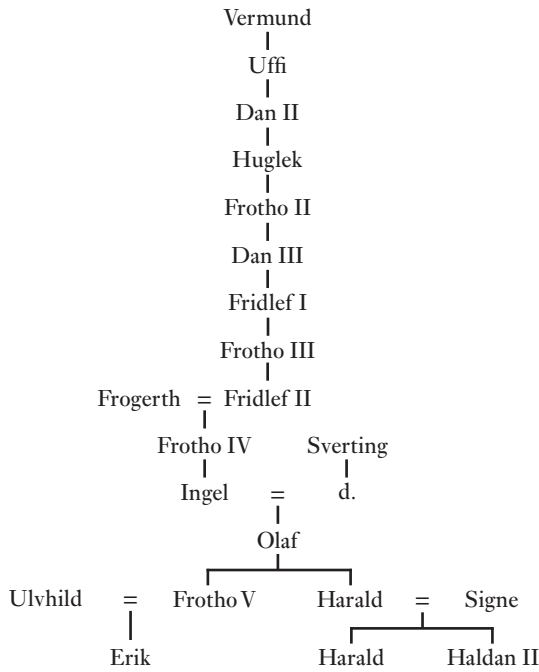 Vermund
Uffi
Dan II
Huglek
Frotho II
Dan III
Fridlef I
Frotho III
Frogerth = Fridlef II
Frotho IV Sverting
Ingel = d.
Olaf
Ulvhild = Frotho V Harald = Signe
Erik Harald Haldan II